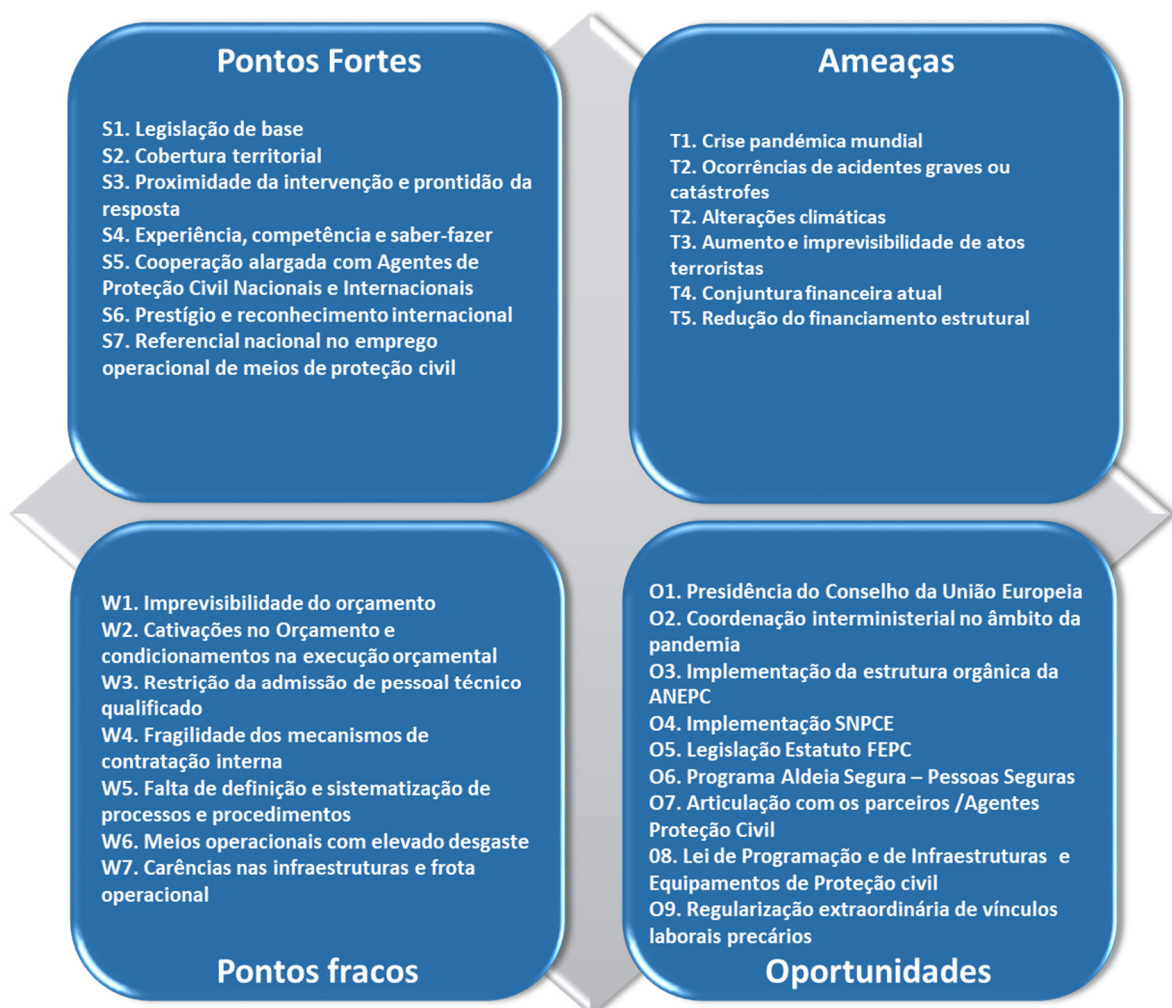 Pontos Fortes
S1. Legislação de base
S2. Cobertura territorial
S3. Proximidade da intervenção e prontidão da
resposta
S4. Experiência, competência e saber-fazer
S5. Cooperação alargada com Agentes de
Proteção Civil Nacionais e Internacionais
S6. Prestígio e reconhecimento internacional
S7. Referencial nacional no emprego
operacional de meios de proteção civil
Ameaças
T1. Crise pandémica mundial
T2. Ocorrências de acidentes graves ou
catástrofes
T2. Alterações climáticas
T3. Aumento e imprevisibilidade de atos
terroristas
T4. Conjuntura financeira atual
T5. Redução do financiamento estrutural
W1. Imprevisibilidade do orçamento
W2. Cativações no Orçamento e
condicionamentos na execução orçamental
W3. Restrição da admissão de pessoal técnico
qualificado
W4. Fragilidade dos mecanismos de
contratação interna
W5. Falta de definição e sistematização de
processos e procedimentos
W6. Meios operacionais com elevado desgaste
W7. Carências nas infraestruturas e frota
operacional
Pontos fracos
O1. Presidência do Conselho da União Europeia
O2. Coordenação interministerial no âmbito da
pandemia
O3. Implementação da estrutura orgânica da
ANEPC
O4. Implementação SNPCE
O5. Legislação Estatuto FEPC
O6. Programa Aldeia Segura – Pessoas Seguras
O7. Articulação com os parceiros /Agentes
Proteção Civil
08. Lei de Programação e de Infraestruturas e
Equipamentos de Proteção civil
O9. Regularização extraordinária de vínculos
laborais precários
Oportunidades